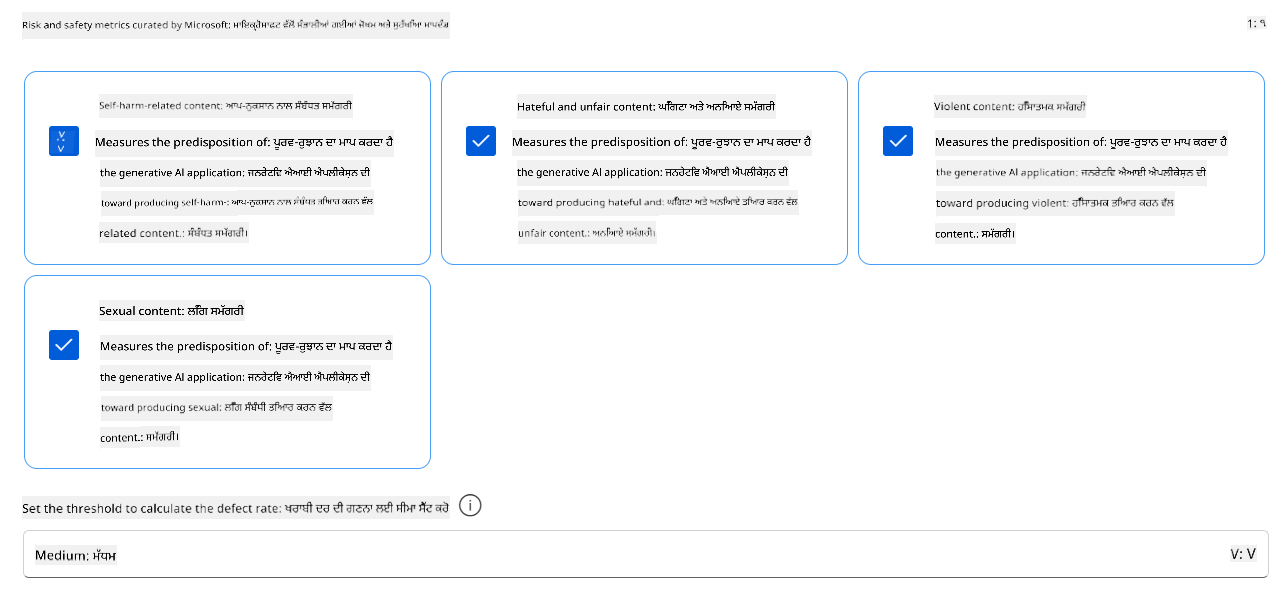 Risk and safety metrics curated by Microsoft: ਮਾਇਕ੍ਰੋਸਾਫਟ ਵੱਲੋਂ ਸੰਭਾਲੀਆਂ ਗਈਆਂ ਜੋਖਮ ਅਤੇ ਸੁਰੱਖਿਆ ਮਾਪਦੰਡ
1: ੧
Self-harm-related content: ਆਪ-ਨੁਕਸਾਨ ਨਾਲ ਸੰਬੰਧਤ ਸਮੱਗਰੀ
Measures the predisposition of: ਪੂਰਵ-ਰੁਝਾਨ ਦਾ ਮਾਪ ਕਰਦਾ ਹੈ
the generative AI application: ਜਨਰੇਟਿਵ ਐਆਈ ਐਪਲੀਕੇਸ਼ਨ ਦੀ
toward producing self-harm-: ਆਪ-ਨੁਕਸਾਨ ਨਾਲ ਸੰਬੰਧਤ ਤਿਆਰ ਕਰਨ ਵੱਲ
related content.: ਸੰਬੰਧਤ ਸਮੱਗਰੀ।
Hateful and unfair content: ਘਾਂਗਿਣਾ ਅਤੇ ਅਨਿਆਏ ਸਮੱਗਰੀ
Measures the predisposition of: ਪੂਰਵ-ਰੁਝਾਨ ਦਾ ਮਾਪ ਕਰਦਾ ਹੈ
the generative AI application: ਜਨਰੇਟਿਵ ਐਆਈ ਐਪਲੀਕੇਸ਼ਨ ਦੀ
toward producing hateful and: ਅਤੇ ਅਨਿਆਏ ਤਿਆਰ ਕਰਨ ਵੱਲ
unfair content.: ਅਨਿਆਏ ਸਮੱਗਰੀ।
Violent content: ਹਿੰਸਾਤਮਕ ਸਮੱਗਰੀ
Measures the predisposition of: ਪੂਰਵ-ਰੁਝਾਨ ਦਾ ਮਾਪ ਕਰਦਾ ਹੈ
the generative AI application: ਜਨਰੇਟਿਵ ਐਆਈ ਐਪਲੀਕੇਸ਼ਨ ਦੀ
toward producing violent: ਹਿੰਸਾਤਮਕ ਤਿਆਰ ਕਰਨ ਵੱਲ
content.: ਸਮੱਗਰੀ।
Sexual content: ਲਿੰਗ ਸਮੱਗਰੀ
Measures the predisposition of: ਪੂਰਵ-ਰੁਝਾਨ ਦਾ ਮਾਪ ਕਰਦਾ ਹੈ
the generative AI application: ਜਨਰੇਟਿਵ ਐਆਈ ਐਪਲੀਕੇਸ਼ਨ ਦੀ
toward producing sexual: ਲਿੰਗ ਸੰਬੰਧੀ ਤਿਆਰ ਕਰਨ ਵੱਲ
content.: ਸਮੱਗਰੀ।
Set the threshold to calculate the defect rate: ਖਰਾਬੀ ਦਰ ਦੀ ਗਣਨਾ ਲਈ ਸੀਮਾ ਸੈੱਟ ਕਰੋ
Medium: ਮੱਧਮ
V: V